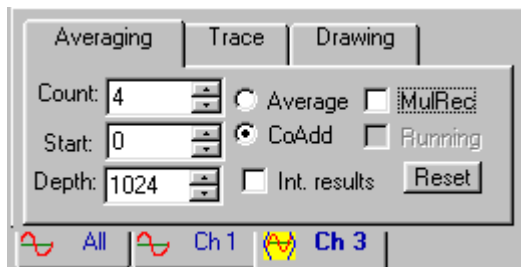 Averaging Trace Drawing
Count: 4 Average MulRec
Start: 0 CoAdd Running
Depth: 1024 Int. results Reset
All Ch 1 Ch 3